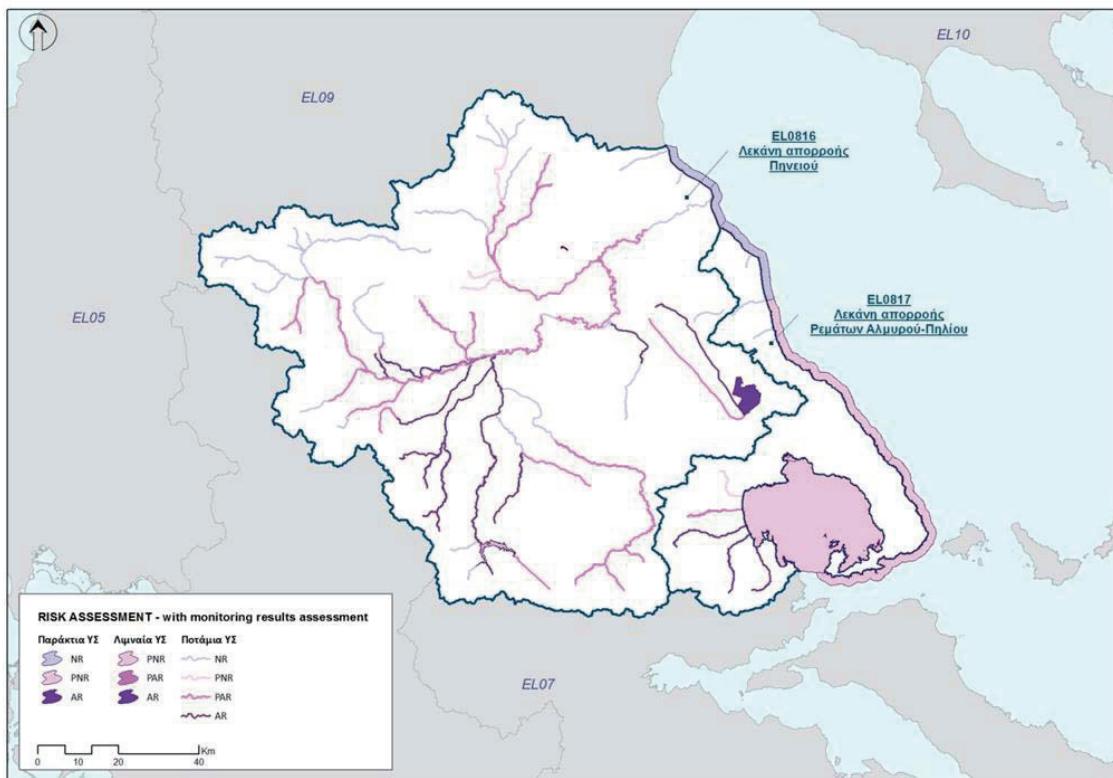 EL10
EL09
EL0816
Λεκάνη απορροής
Πηνειού
EL05
EL0817
Λεκάνη απορροής
Ρεμάτων Αλμυρού-Πηλίου
EL07
RISK ASSESSMENT - with monitoring results assessment
Παράκτια ΥΣ Λιμναία ΥΣ Ποτάμια ΥΣ
NR PNR NR
PNR PAR PNR
AR AR PAR
AR
Km
0 10 20 40